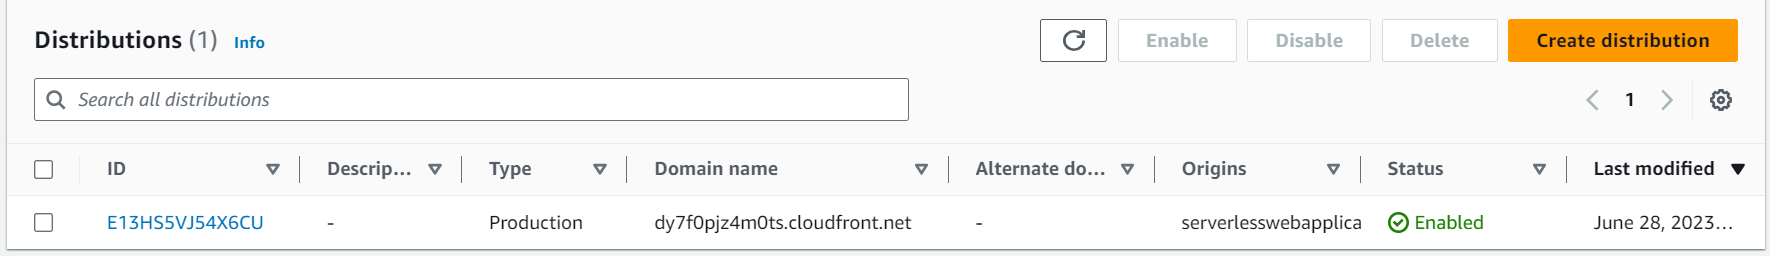 Distributions (1) Info Enable Disable Delete Create distribution
Search all distributions 1
ID Descrip... Type Domain name Alternate do... Origins Status Last modified
E13HS5VJ54X6CU - Production dy7f0pjz4m0ts.cloudfront.net - serverlesswebapplica Enabled June 28, 2023...